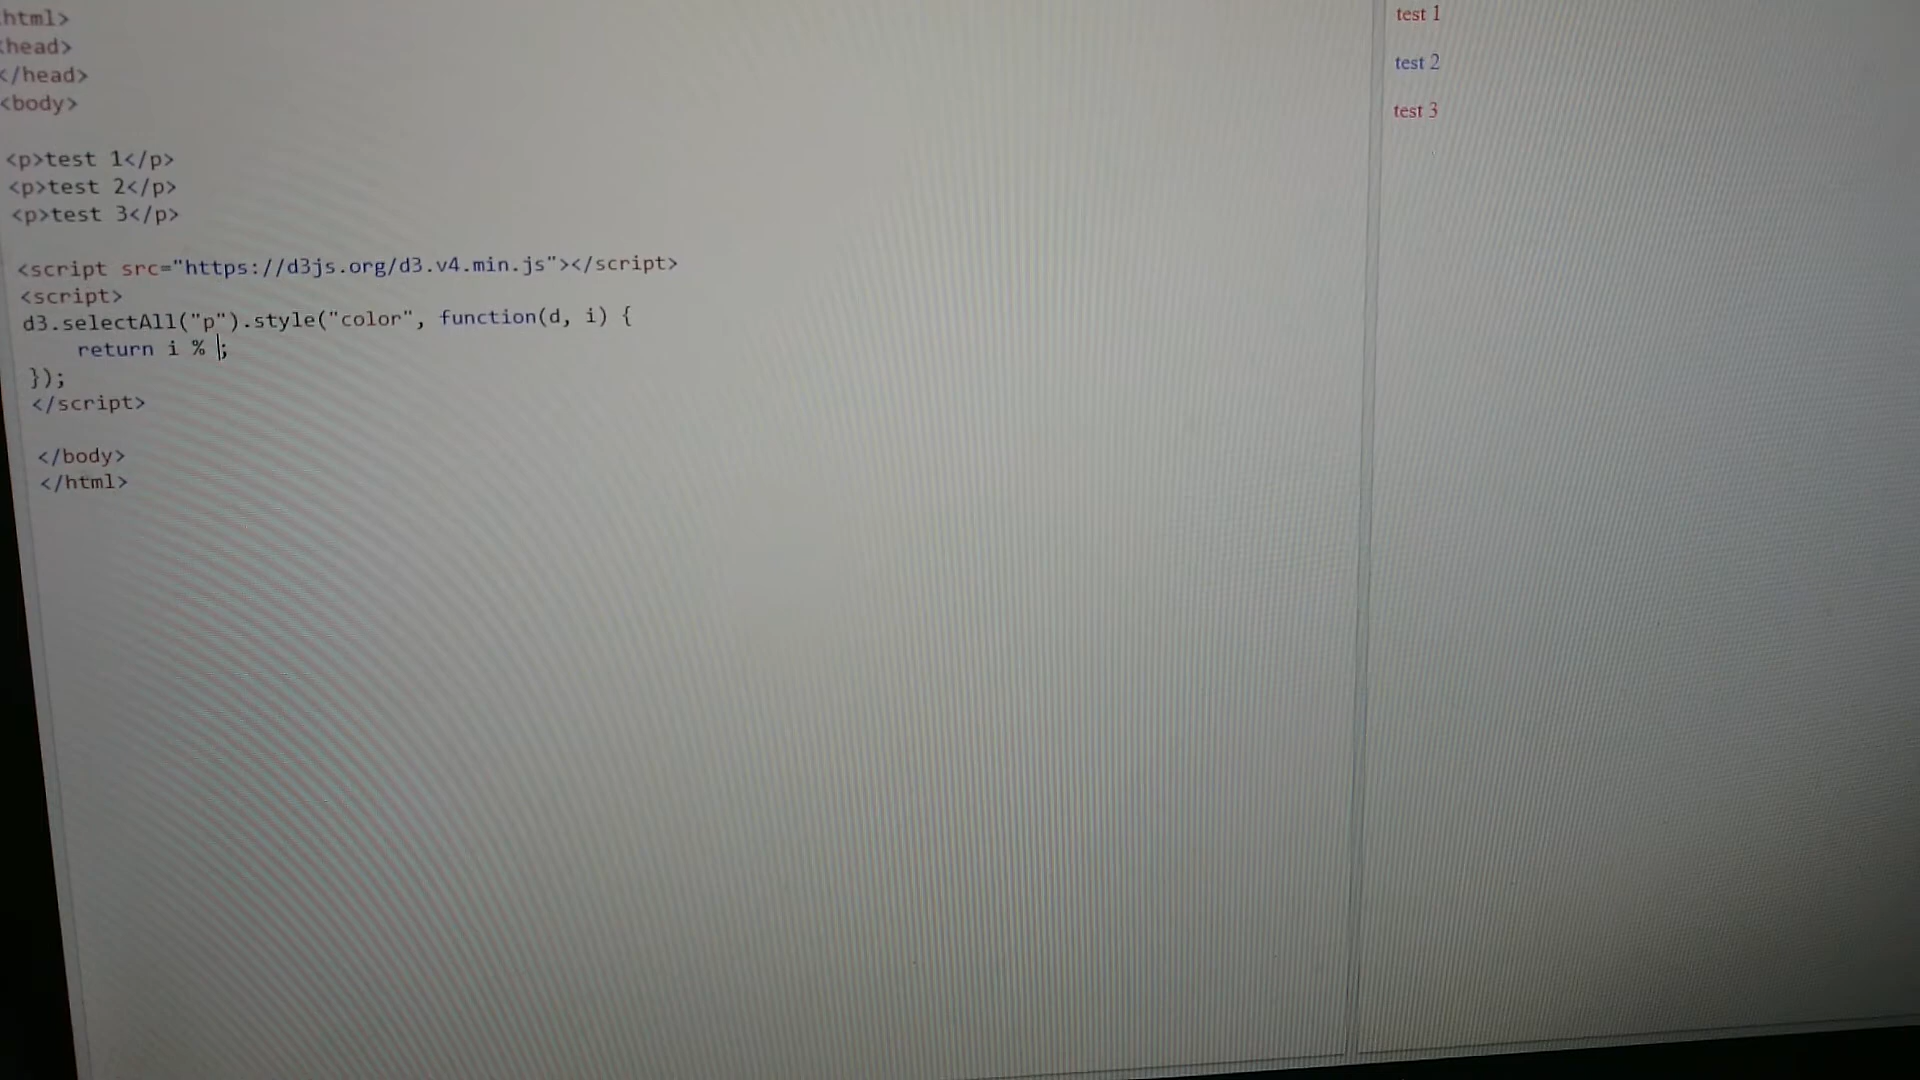 html>
<head>
</head>
<body>
<p>test 1</p>
<p>test 2</p>
<p>test 3</p>
<script src="https://d3js.org/d3.v4.min.js"></script>
<script>
d3.selectAll("p").style("color", function(d, i) {
return i % ;
});
</script>
</body>
</html>
test 1
test 2
test 3